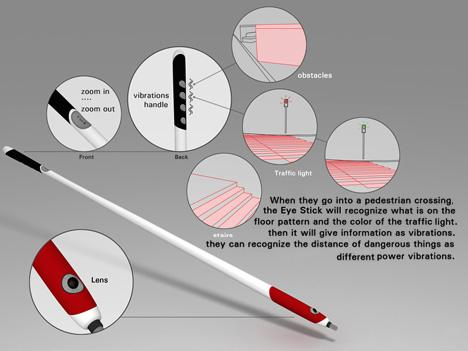 obstacles
zoom in
....
zoom out
vibrations
handle
Front
Back
Traffic light
stairs
When they go into a pedestrian crossing,
the Eye Stick will recognize what is on the
floor pattern and the color of the traffic light.
then it will give information as vibrations.
they can recognize the distance of dangerous things as
different power vibrations.
Lens